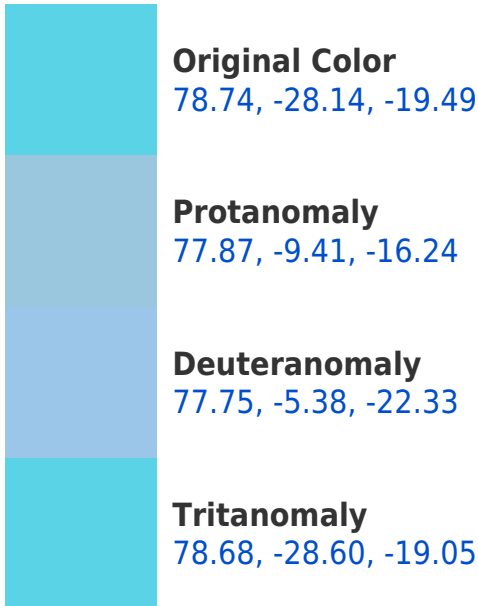 Original Color
78.74, -28.14, -19.49
Protanomaly
77.87, -9.41, -16.24
Deuteranomaly
77.75, -5.38, -22.33
Tritanomaly
78.68, -28.60, -19.05